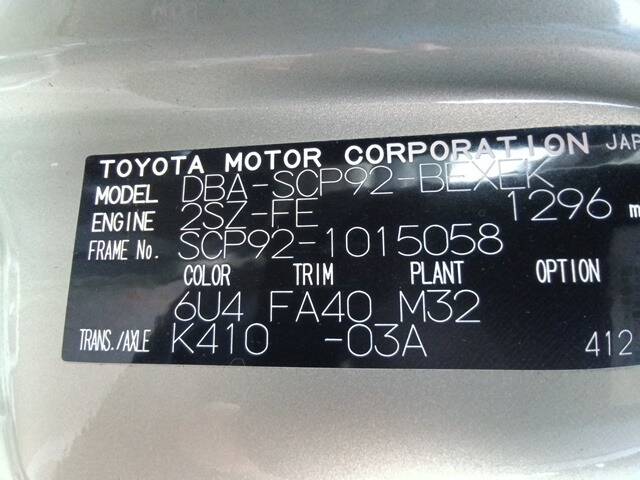 TOYOTA MOTOR CORPORATION JAP
MODEL DBA-SCP92-BEXEK
ENGINE 2SZ-FE 1296 m
FRAME No. SCP92-1015058
COLOR TRIM PLANT OPTION
6U4 FA40 M32
TRANS./AXLE K410 -03A 412